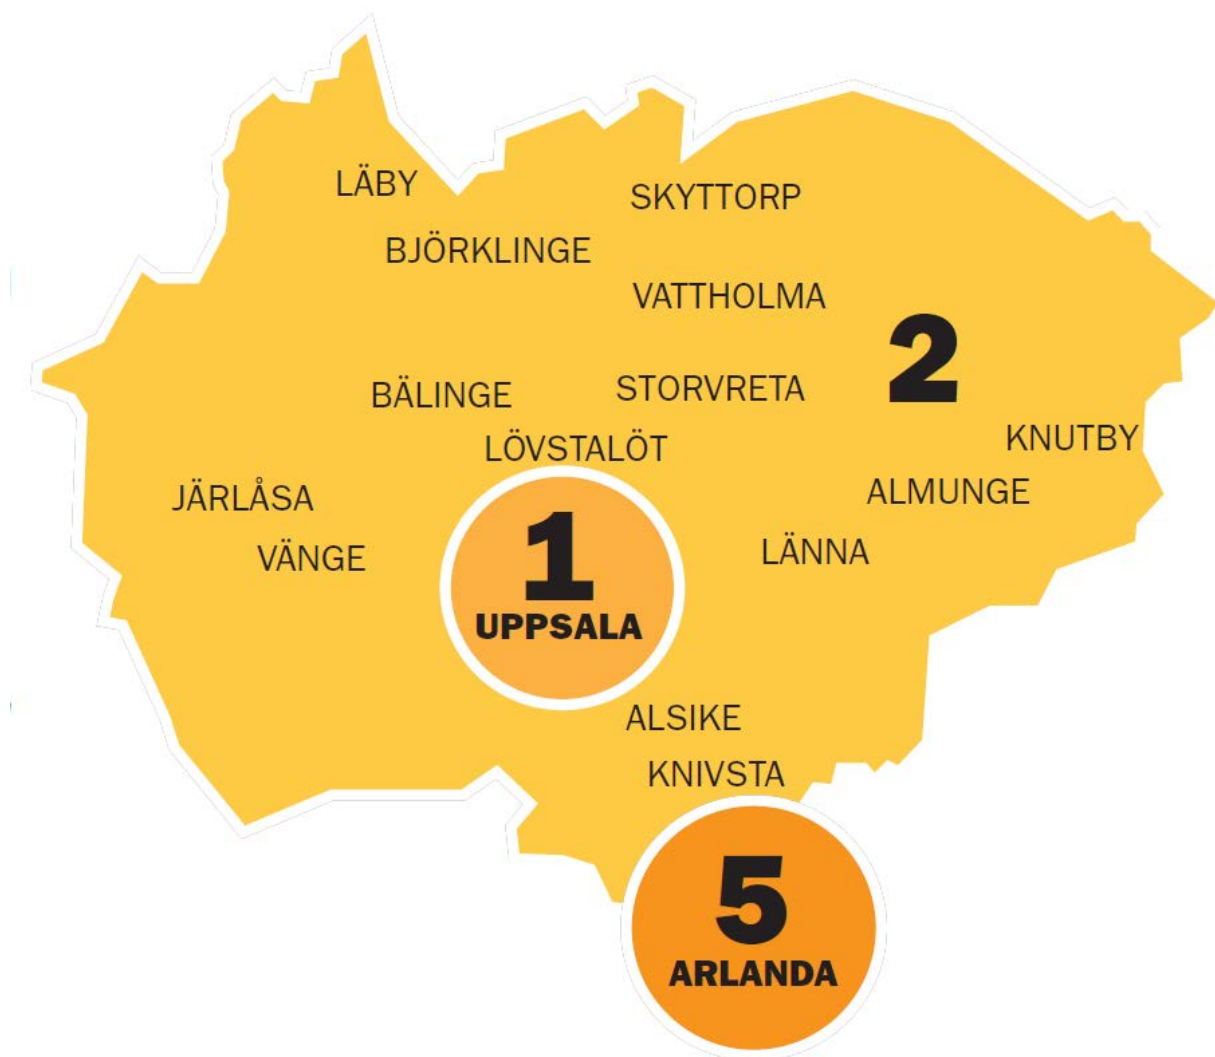 LÄBY
SKYTTORP
BJÖRKLINGE
VATTHOLMA
2
BÄLINGE
STORVRETA
KNUTBY
LÖVSTALÖT
JÄRLÅSA
ALMUNGE
VÄNGE
LÄNNA
1
UPPSALA
ALSIKE
KNIVSTA
5
ARLANDA